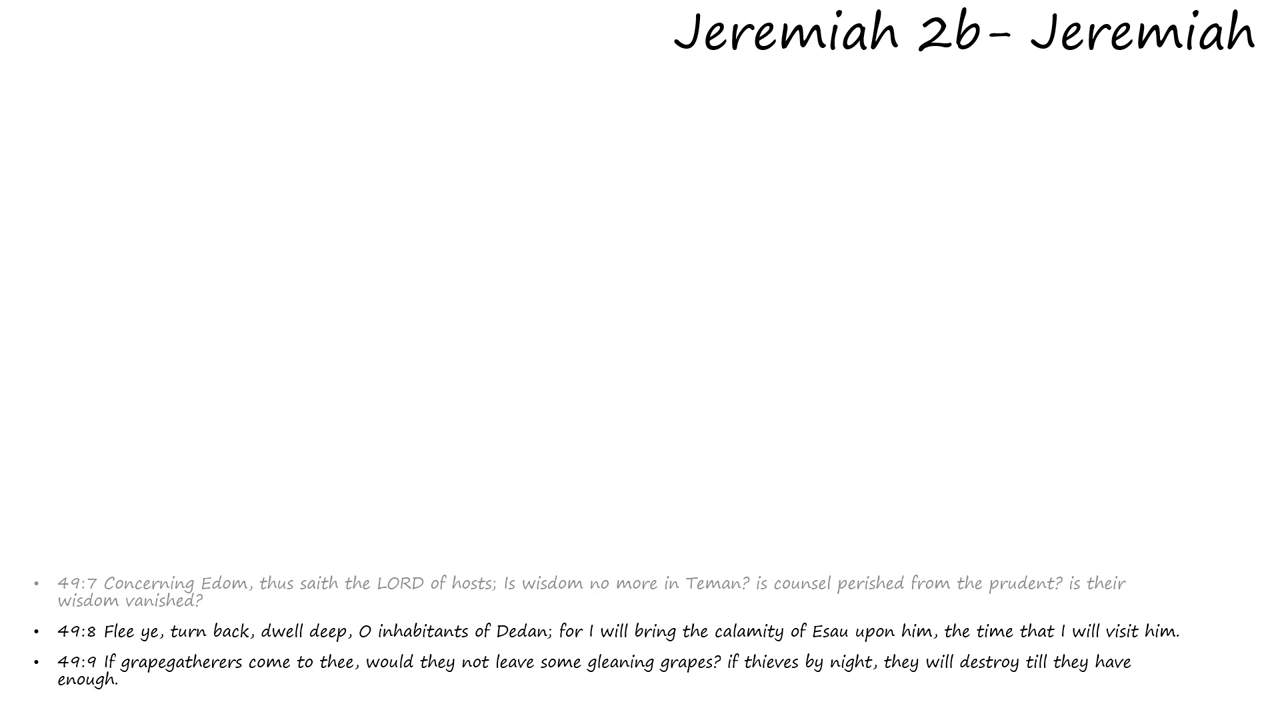 Jeremiah 2b- Jeremiah
• 49:7 Concerning Edom, thus saith the LORD of hosts; Is wisdom no more in Teman? is counsel perished from the prudent? is their
wisdom vanished?
• 49:8 Flee ye, turn back, dwell deep, O inhabitants of Dedan; for I will bring the calamity of Esau upon him, the time that I will visit him.
• 49:9 If grapegatherers come to thee, would they not leave some gleaning grapes? if thieves by night, they will destroy till they have
enough.